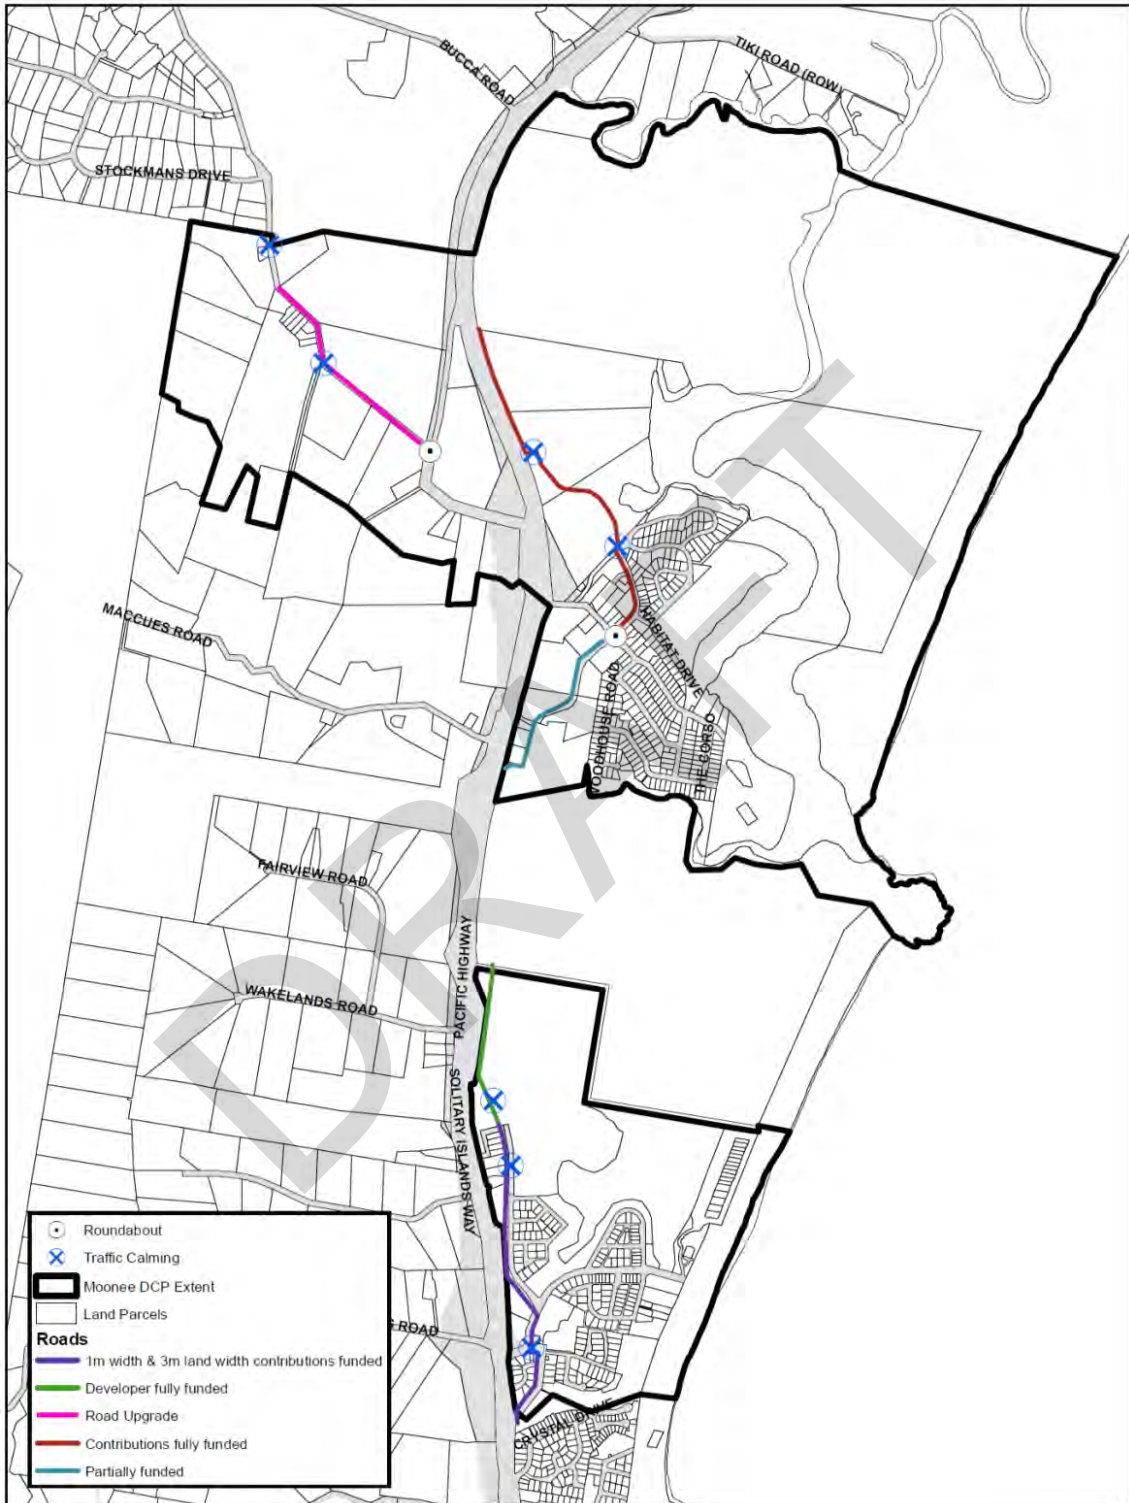 BUCCA ROAD
TIKI ROAD (ROW)
STOCKMANS DRIVE
MACCUES ROAD
HABITAT DRIVE
WOODHOUSE ROAD
THE CORSO
DRAFT
FAIRVIEW ROAD
WAKELANDS ROAD
PACIFIC HIGHWAY
SOLITARY ISLANDS WAY
ROAD
CRYSTAL DRIVE
Roundabout
Traffic Calming
Moonee DCP Extent
Land Parcels
Roads
1m width & 3m land width contributions funded
Developer fully funded
Road Upgrade
Contributions fully funded
Partially funded